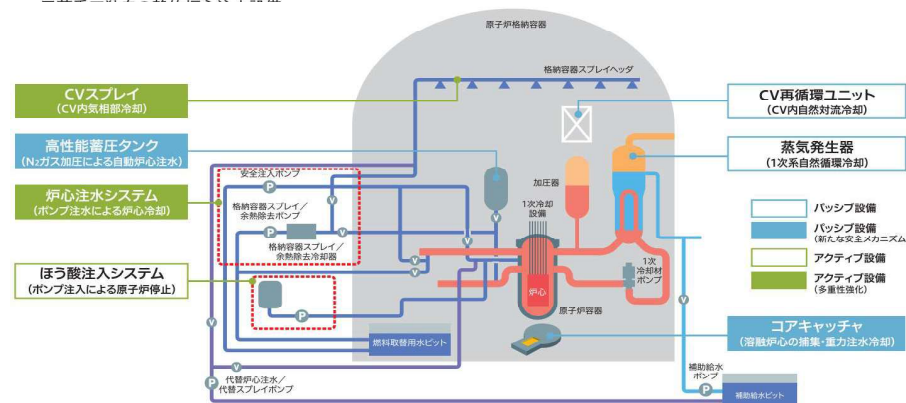 原子炉格納容器
格納容器スプレイヘッダ
CVスプレイ
(CV内気相部冷却)
高性能蓄圧タンク
(N₂ガス加圧による自動炉心注水)
炉心注水システム
(ポンプ注水による炉心冷却)
ほう酸注入システム
(ポンプ注入による原子炉停止)
安全注入ポンプ
P
格納容器スプレイ/
余熱除去ポンプ
P
格納容器スプレイ/
余熱除去冷却器
P
V
V
V
V
V
V
V
燃料取替用水ピット
P
代替炉心注水/
代替スプレイポンプ
加圧器
1次冷却
設備
炉心
原子炉容器
1次
冷却材
ポンプ
CV再循環ユニット
(CV内自然対流冷却)
蒸気発生器
(1次系自然循環冷却)
パッシブ設備
パッシブ設備
(新たな安全メカニズム)
アクティブ設備
アクティブ設備
(多重性強化)
コアキャッチャ
(溶融炉心の捕集・重力注水冷却)
V
補助給水
ポンプ
P
補助給水ピット